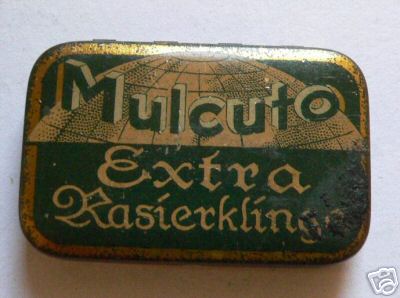 Mulcuto
Extra
Rasierklinge